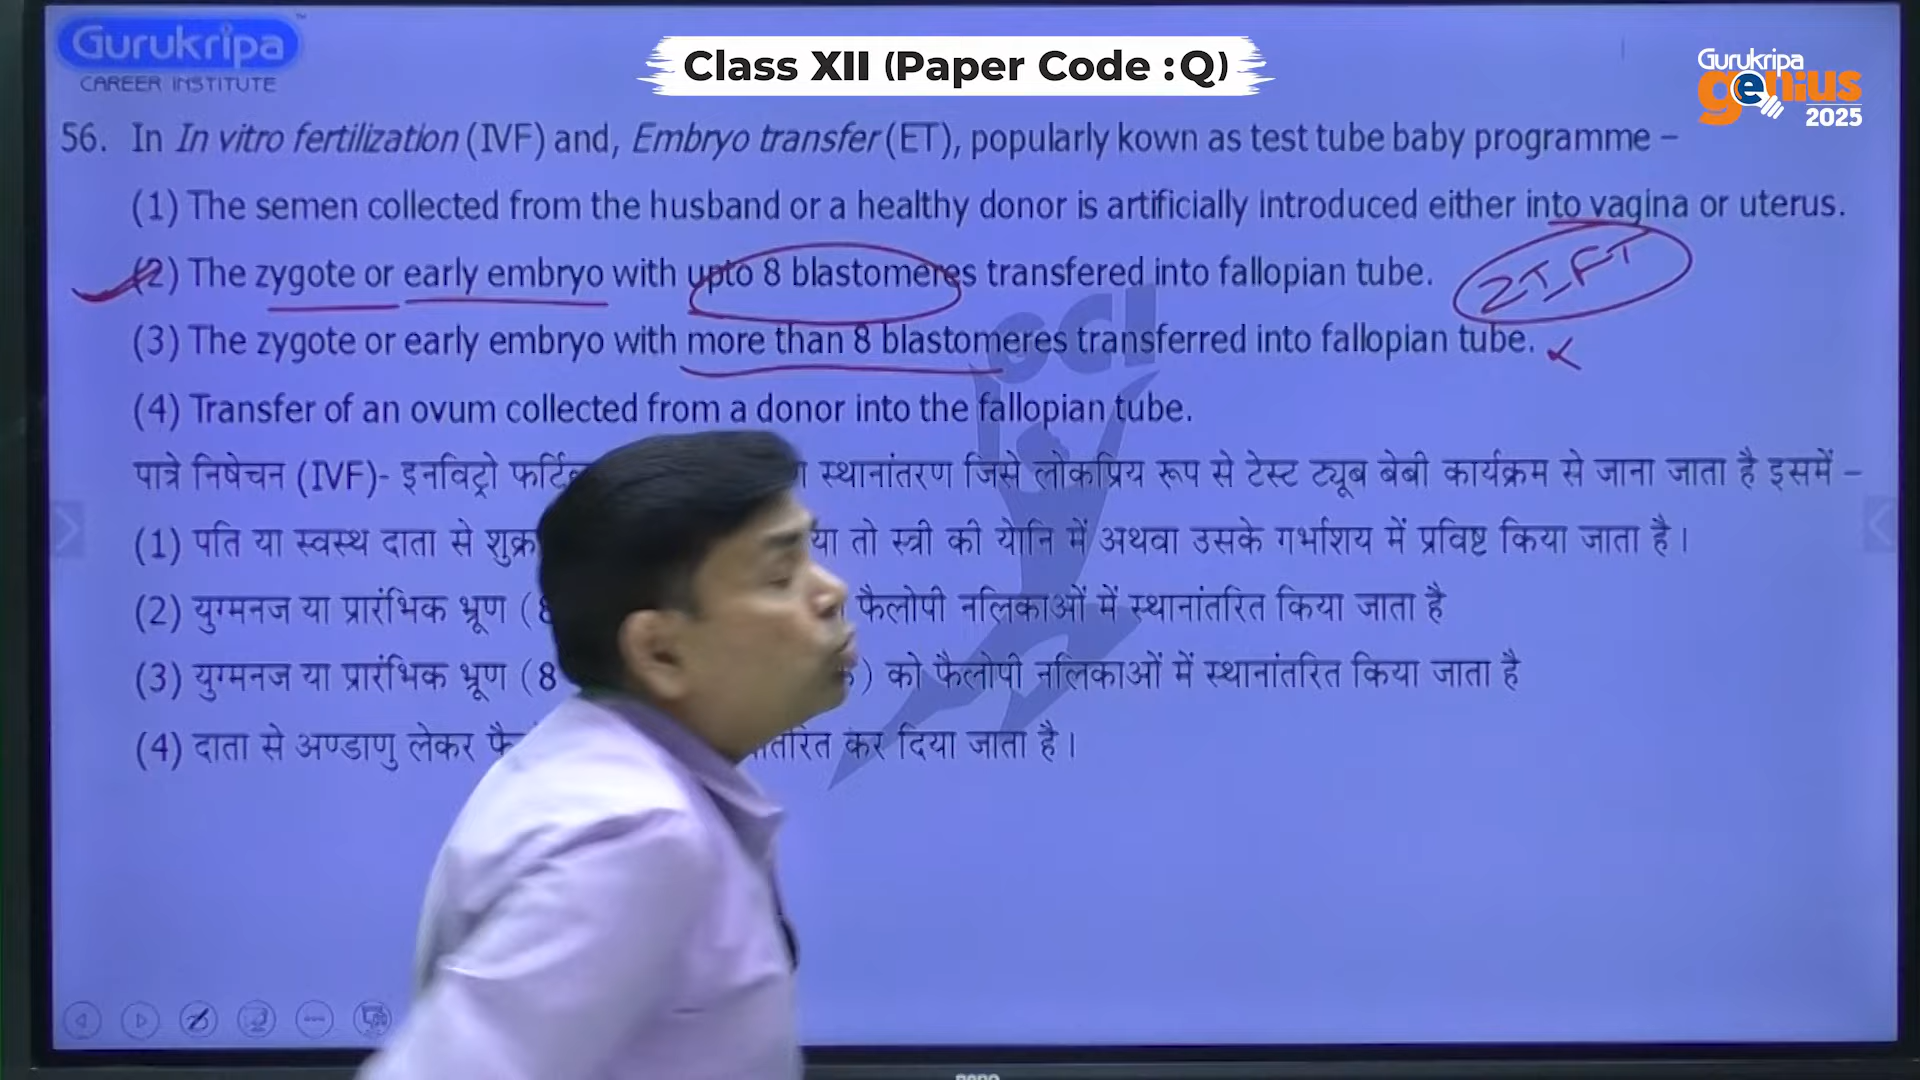 Gurukripa
CAREER INSTITUTE
Class XII (Paper Code :Q)
Gurukripa
genius
2025
56. In In vitro fertilization (IVF) and, Embryo transfer (ET), popularly kown as test tube baby programme –
(1) The semen collected from the husband or a healthy donor is artificially introduced either into vagina or uterus.
(2) The zygote or early embryo with upto 8 blastomeres transfered into fallopian tube.
ZIFT
(3) The zygote or early embryo with more than 8 blastomeres transferred into fallopian tube.
(4) Transfer of an ovum collected from a donor into the fallopian tube.
पात्रे निषेचन (IVF)- इनविट्रो स्थानांतरण जिसे लोकप्रिय रूप से टेस्ट ट्यूब बेबी कार्यक्रम से जाना जाता है इसमें –
(1) पति या स्वस्थ दाता से या तो स्त्री की योनि में अथवा उसके गर्भाशय में प्रविष्ट किया जाता है।
(2) युग्मनज या प्रारंभिक भ्रूण (8 फैलोपी नलिकाओं में स्थानांतरित किया जाता है
(3) युग्मनज या प्रारंभिक भ्रूण (8 ) को फैलोपी नलिकाओं में स्थानांतरित किया जाता है
(4) दाता से अण्डाणु लेकर कर दिया जाता है।
GCI